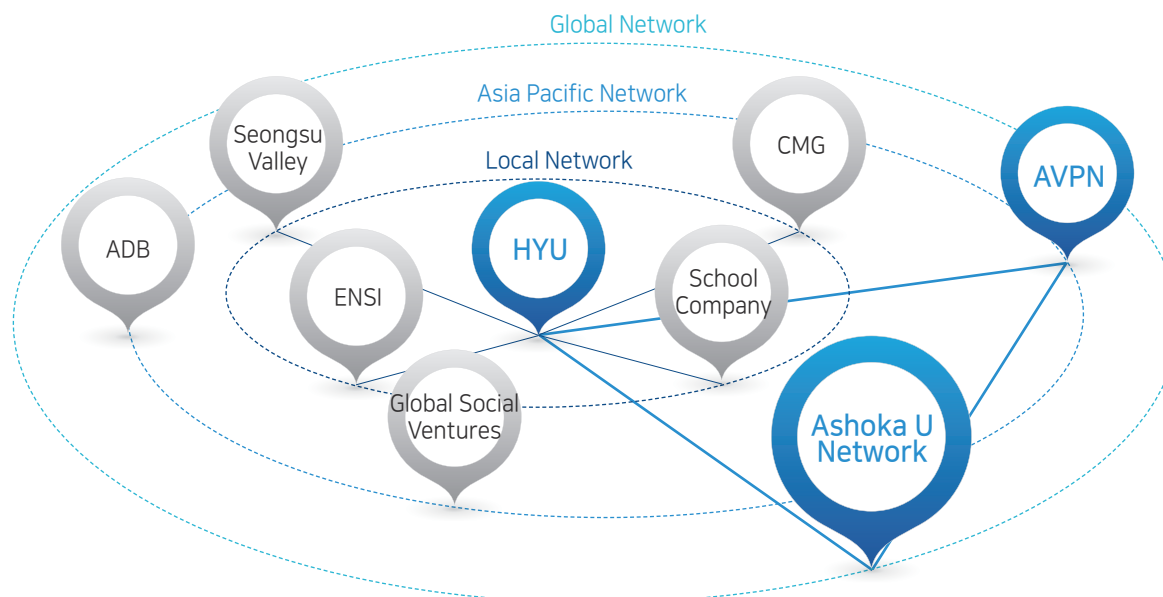 Global Network
Asia Pacific Network
Local Network
Seongsu
Valley
CMG
AVPN
ADB
HYU
ENSI
School
Company
Global Social
Ventures
Ashoka U
Network